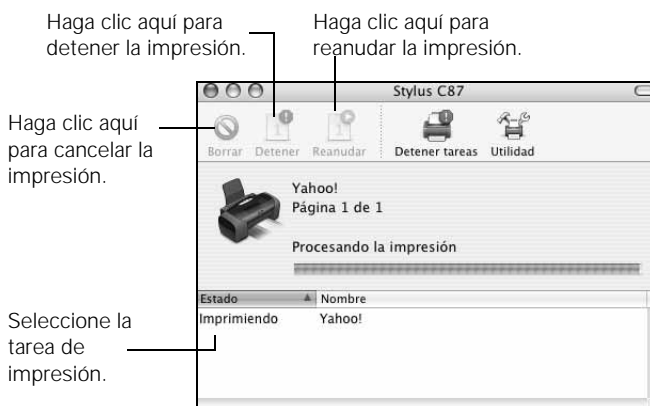 Haga clic aquí para
detener la impresión.
Haga clic aquí para
reanudar la impresión.
Stylus C87
Haga clic aquí
para cancelar la
impresión.
Borrar Detener Reanudar Detener tareas Utilidad
Yahoo!
Página 1 de 1
Procesando la impresión
Estado Nombre
Imprimiendo Yahoo!
Seleccione la
tarea de
impresión.